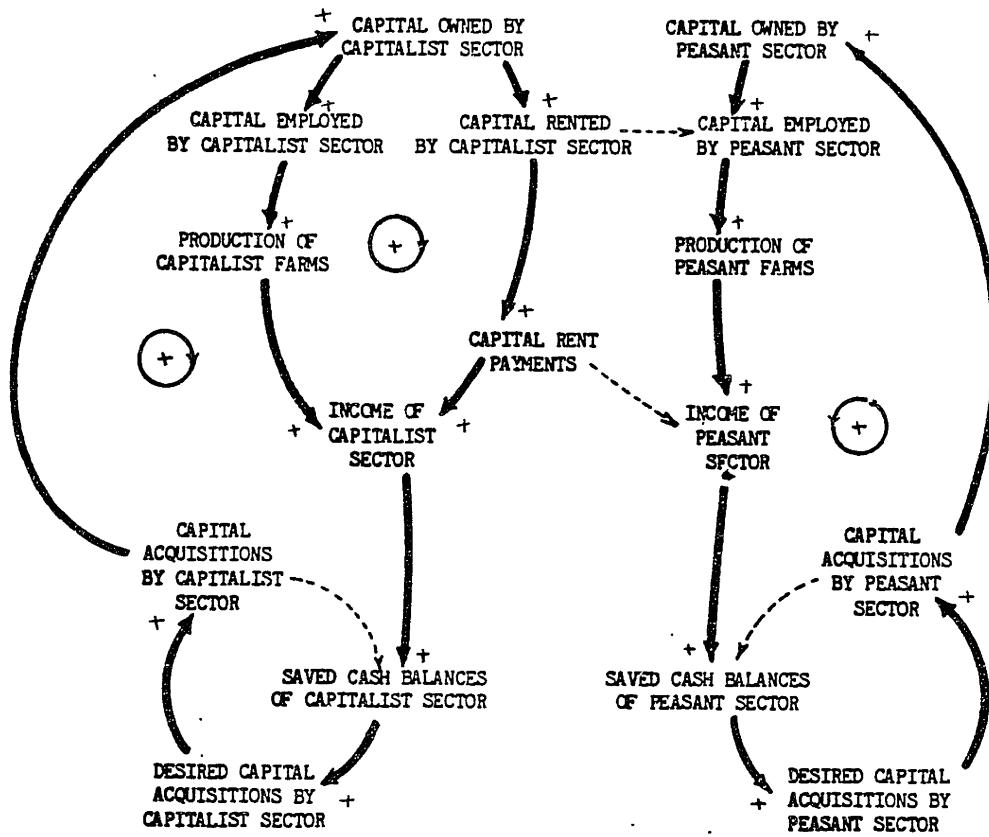 CAPITAL OWNED BY
CAPITALIST SECTOR
+
CAPITAL OWNED BY
PEASANT SECTOR
+
CAPITAL EMPLOYED
BY CAPITALIST SECTOR
+
CAPITAL RENTED
BY CAPITALIST SECTOR
+
CAPITAL EMPLOYED
BY PEASANT SECTOR
+
PRODUCTION OF
CAPITALIST FARMS
+
+
PRODUCTION OF
PEASANT FARMS
+
CAPITAL RENT
PAYMENTS
+
+
INCOME OF
CAPITALIST
SECTOR
+
+
INCOME OF
PEASANT
SECTOR
+
+
CAPITAL
ACQUISITIONS
BY CAPITALIST
SECTOR
+
CAPITAL
ACQUISITIONS
BY PEASANT
SECTOR
+
SAVED CASH BALANCES
OF CAPITALIST SECTOR
+
SAVED CASH BALANCES
OF PEASANT SECTOR
+
DESIRED CAPITAL
ACQUISITIONS BY
CAPITALIST SECTOR
+
DESIRED CAPITAL
ACQUISITIONS BY
PEASANT SECTOR
+